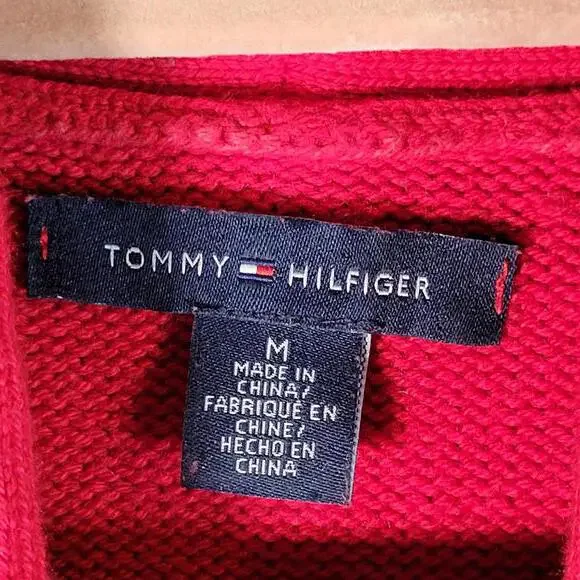 TOMMY HILFIGER
M
MADE IN
CHINA/
FABRIQUÉ EN
CHINE/
HECHO EN
CHINA